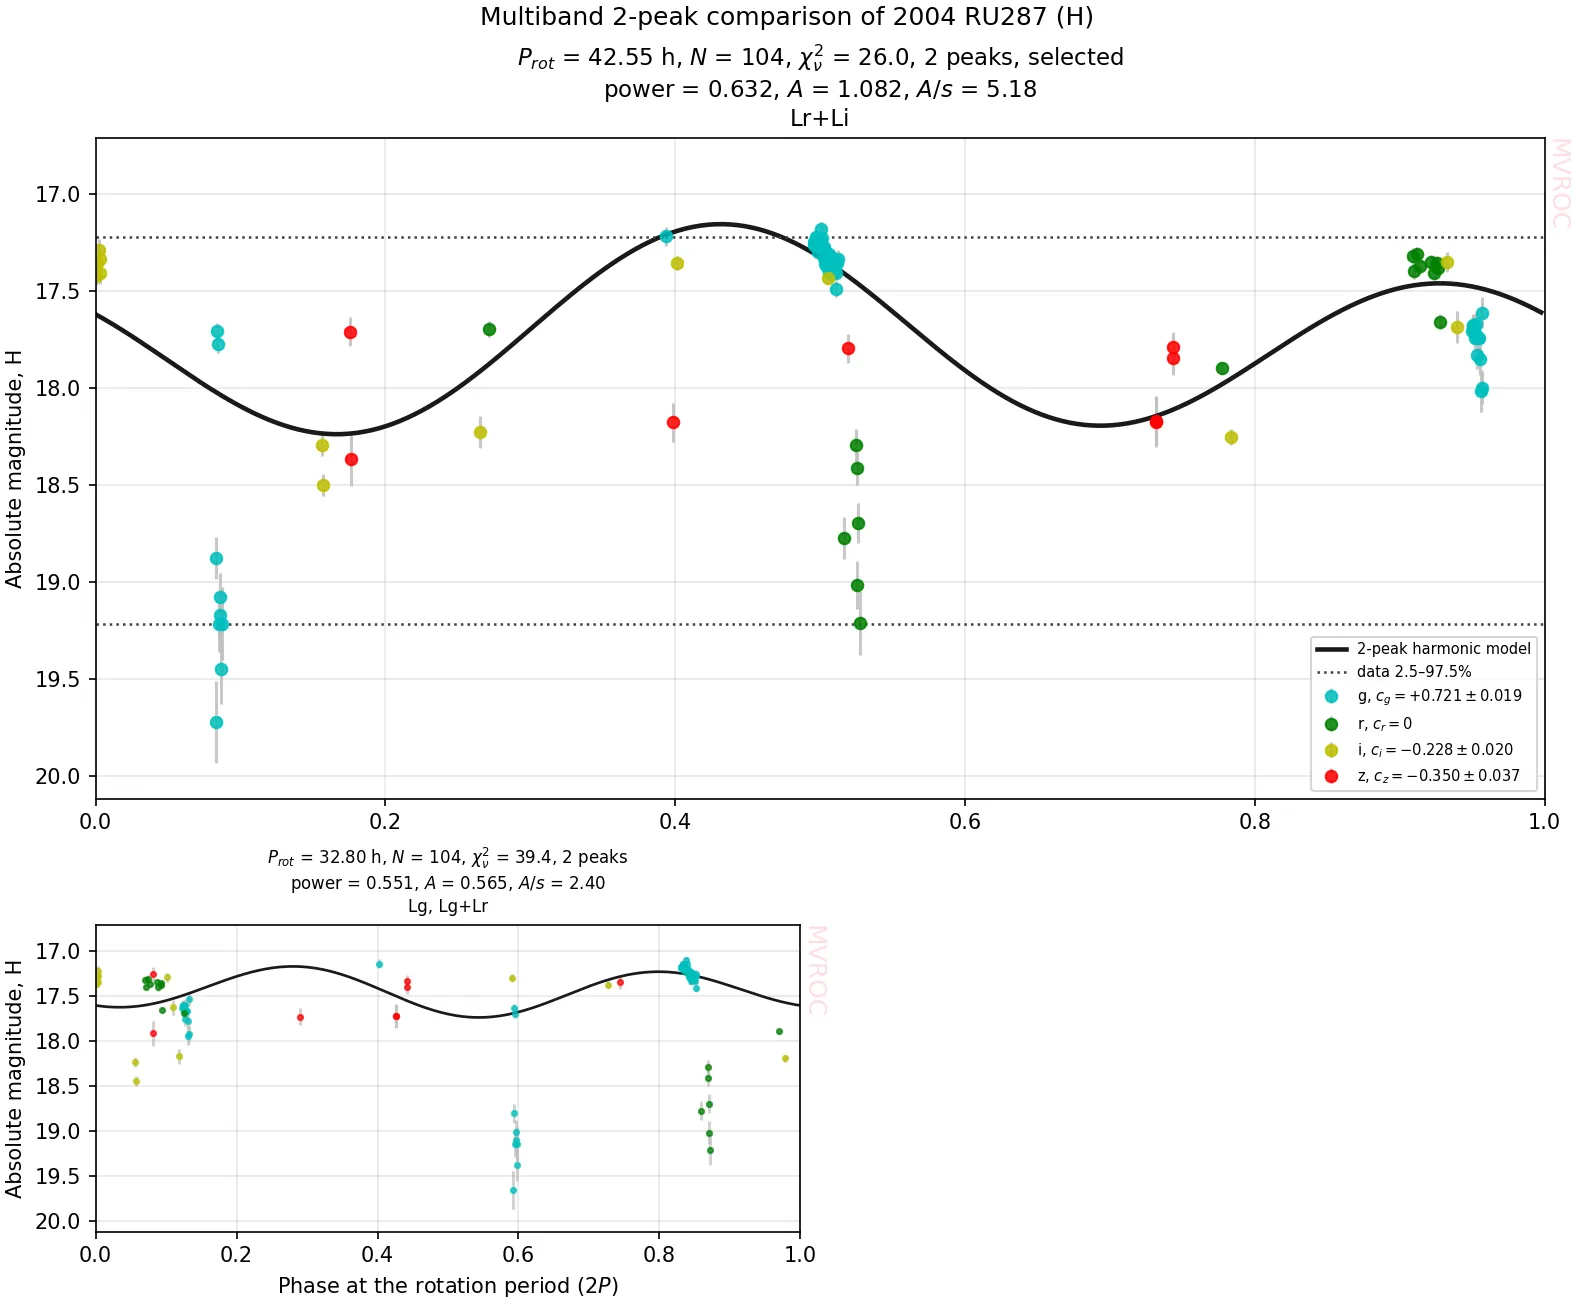 Multiband 2-peak comparison of 2004 RU287 (H)
P_rot = 42.55 h, N = 104, χ²_ν = 26.0, 2 peaks, selected
power = 0.632, A = 1.082, A/s = 5.18
Lr+Li
MVROC
Absolute magnitude, H
17.0
17.5
18.0
18.5
19.0
19.5
20.0
2-peak harmonic model
data 2.5–97.5%
g, c_g = +0.721 ± 0.019
r, c_r = 0
i, c_i = −0.228 ± 0.020
z, c_z = −0.350 ± 0.037
0.0 0.2 0.4 0.6 0.8 1.0
P_rot = 32.80 h, N = 104, χ²_ν = 39.4, 2 peaks
power = 0.551, A = 0.565, A/s = 2.40
Lg, Lg+Lr
MVROC
Absolute magnitude, H
17.0
17.5
18.0
18.5
19.0
19.5
20.0
0.0 0.2 0.4 0.6 0.8 1.0
Phase at the rotation period (2P)